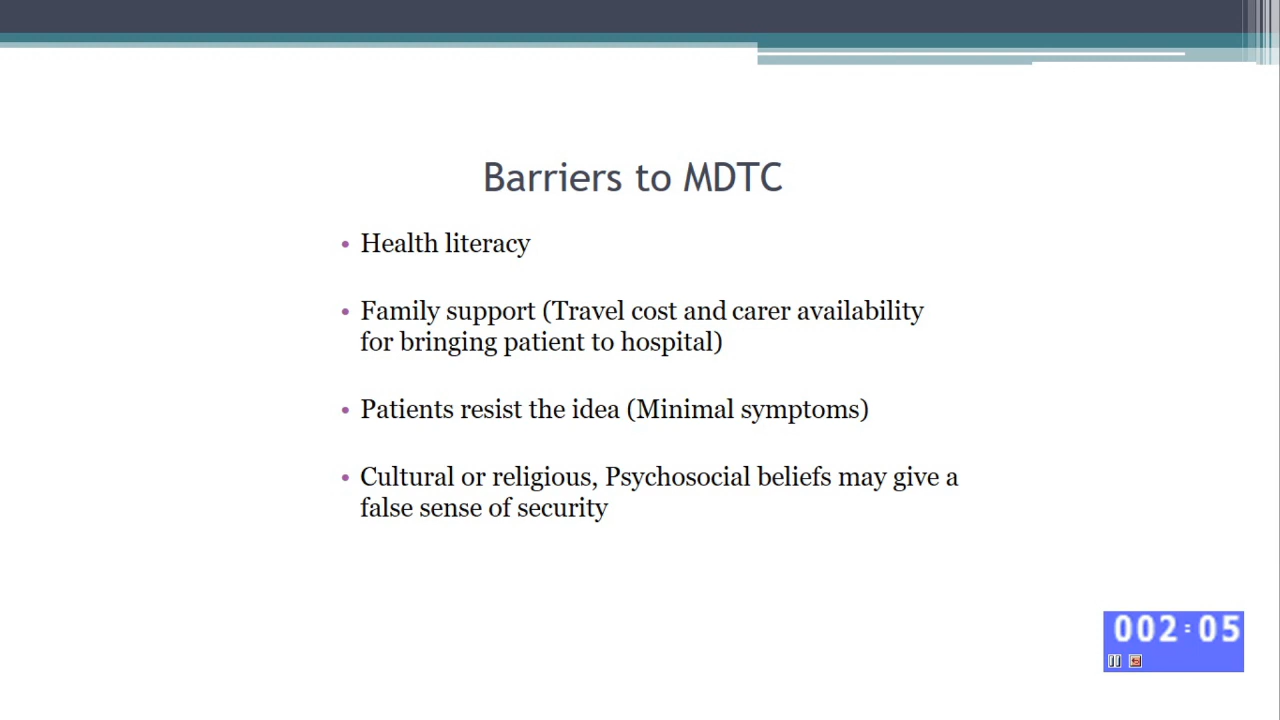 Barriers to MDTC
• Health literacy
• Family support (Travel cost and carer availability
for bringing patient to hospital)
• Patients resist the idea (Minimal symptoms)
• Cultural or religious, Psychosocial beliefs may give a
false sense of security
002:05